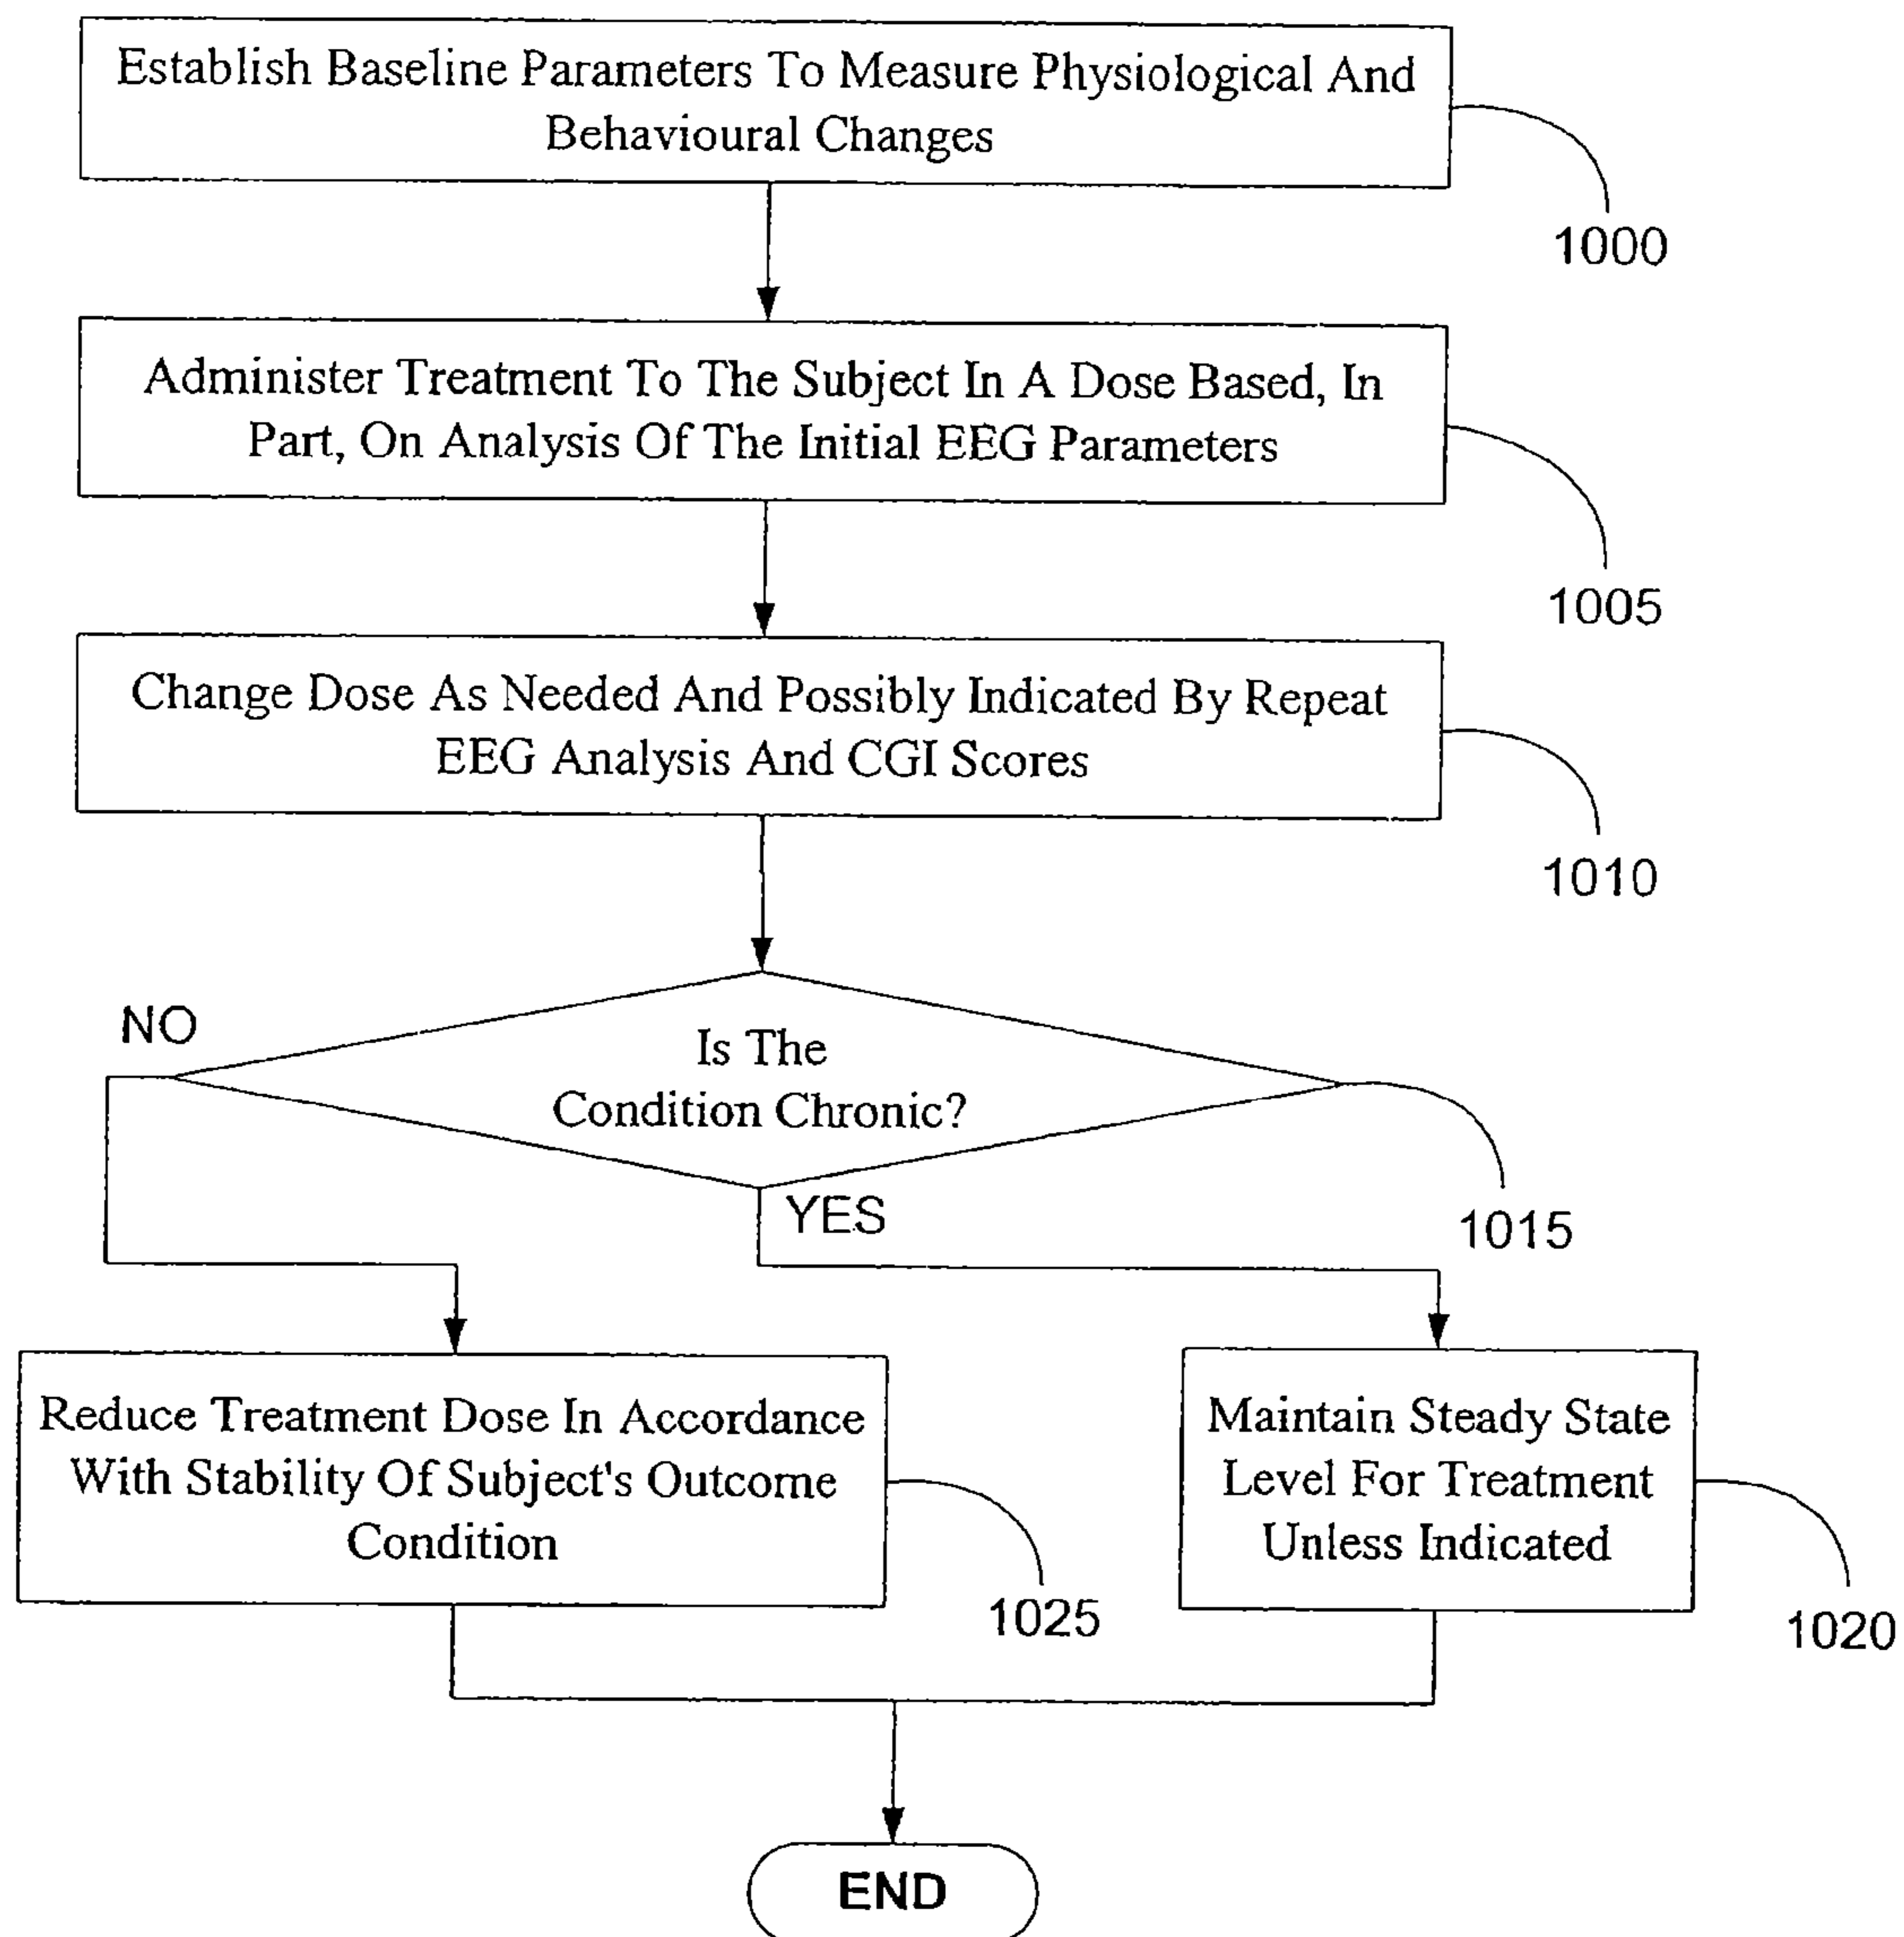 Establish Baseline Parameters To Measure Physiological And
Behavioural Changes
1000
Administer Treatment To The Subject In A Dose Based, In
Part, On Analysis Of The Initial EEG Parameters
1005
Change Dose As Needed And Possibly Indicated By Repeat
EEG Analysis And CGI Scores
1010
NO
Is The
Condition Chronic?
YES
1015
Reduce Treatment Dose In Accordance
With Stability Of Subject's Outcome
Condition
1025
Maintain Steady State
Level For Treatment
Unless Indicated
1020
END